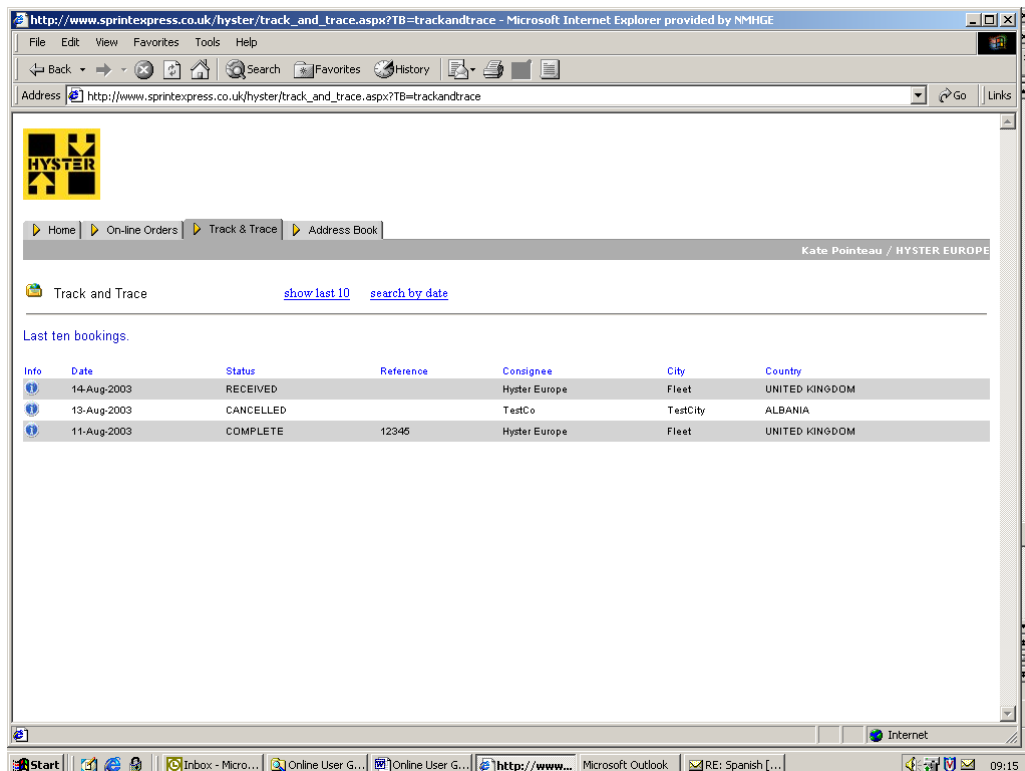 http://www.sprintexpress.co.uk/hyster/track_and_trace.aspx?TB=trackandtrace - Microsoft Internet Explorer provided by NMHGE
File Edit View Favorites Tools Help
Back Search Favorites History
Address http://www.sprintexpress.co.uk/hyster/track_and_trace.aspx?TB=trackandtrace Go Links
HYSTER
Home On-line Orders Track & Trace Address Book
Kate Pointeau / HYSTER EUROPE
Track and Trace show last 10 search by date
Last ten bookings.
Info Date Status Reference Consignee City Country
14-Aug-2003 RECEIVED Hyster Europe Fleet UNITED KINGDOM
13-Aug-2003 CANCELLED TestCo TestCity ALBANIA
11-Aug-2003 COMPLETE 12345 Hyster Europe Fleet UNITED KINGDOM
Internet
Start Inbox - Micro... Online User G... Online User G... http://www... Microsoft Outlook RE: Spanish [... 09:15